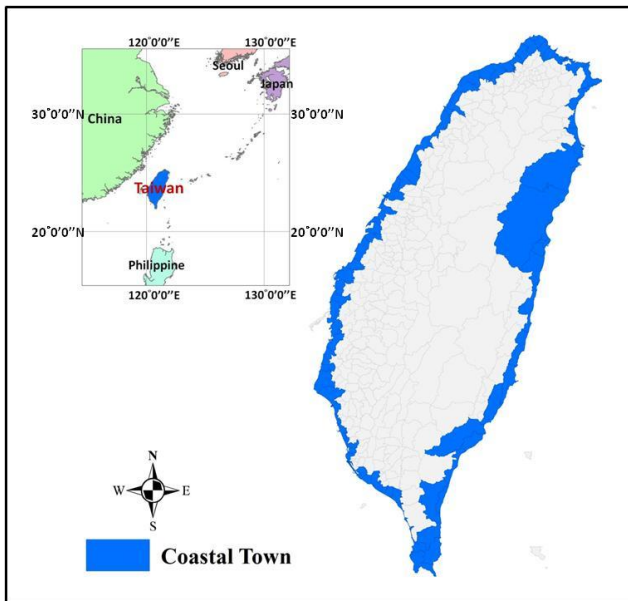 120°0'0''E 130°0'0''E
Seoul
Japan
30°0'0''N China 30°0'0''N
Taiwan
20°0'0''N 20°0'0''N
Philippine
120°0'0''E 130°0'0''E
N
W E
S
Coastal Town